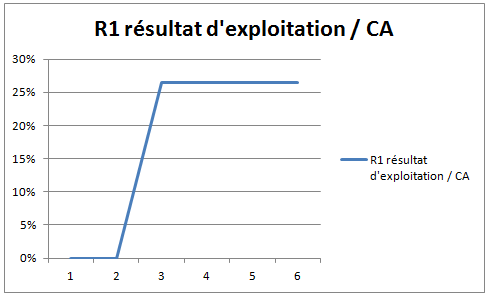 R1 résultat d'exploitation / CA
30%
25%
20%
15%
10%
5%
0%
1 2 3 4 5 6
R1 résultat
d'exploitation / CA